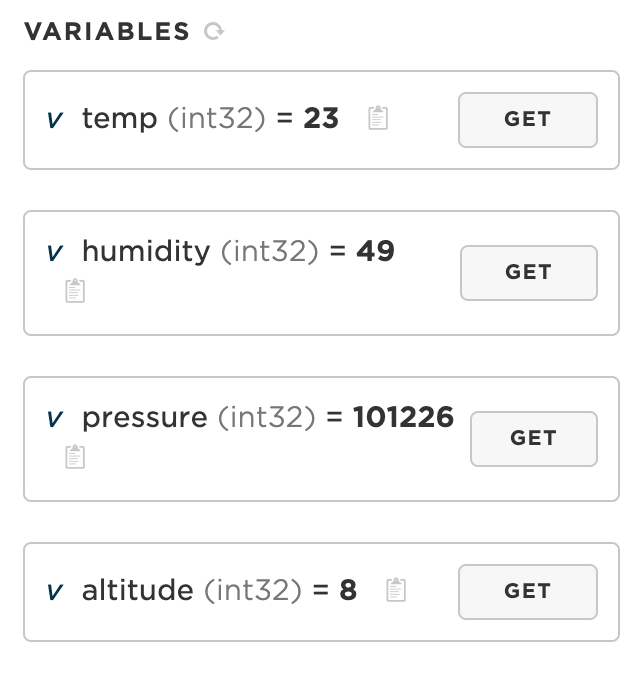 VARIABLES
v temp (int32) = 23 GET
v humidity (int32) = 49 GET
v pressure (int32) = 101226 GET
v altitude (int32) = 8 GET